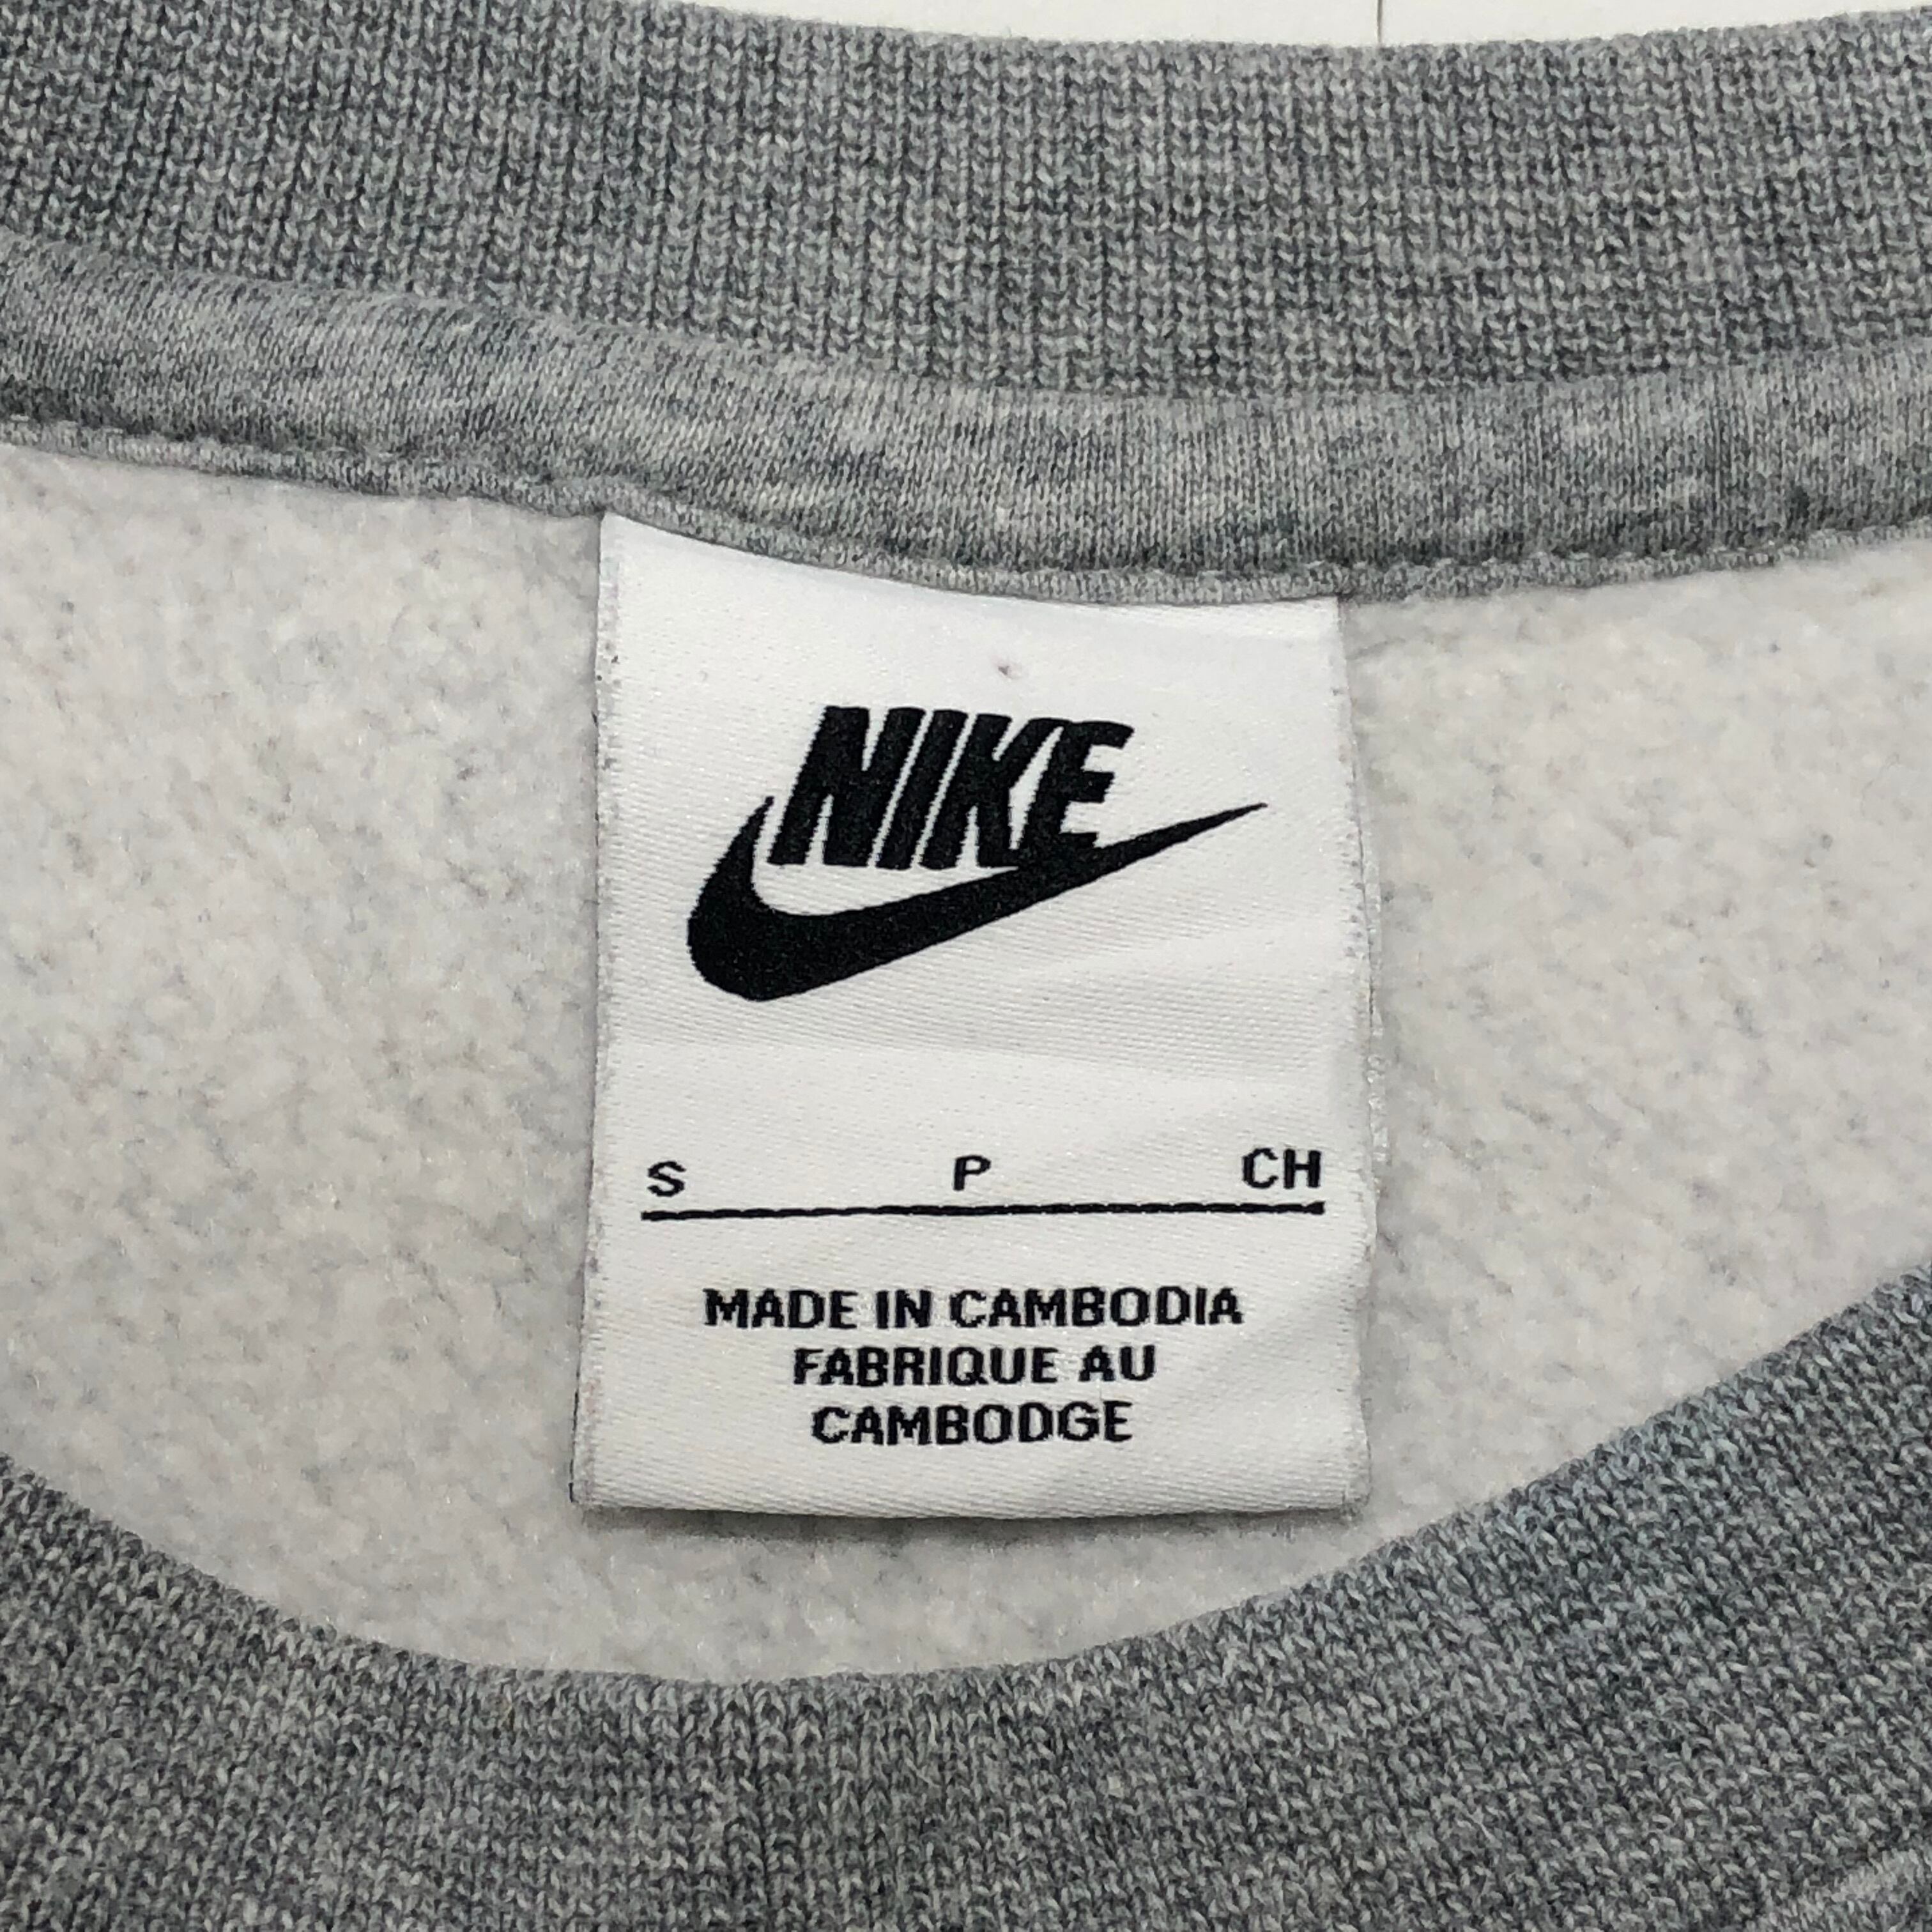 NIKE
S P CH
MADE IN CAMBODIA
FABRIQUE AU
CAMBODGE